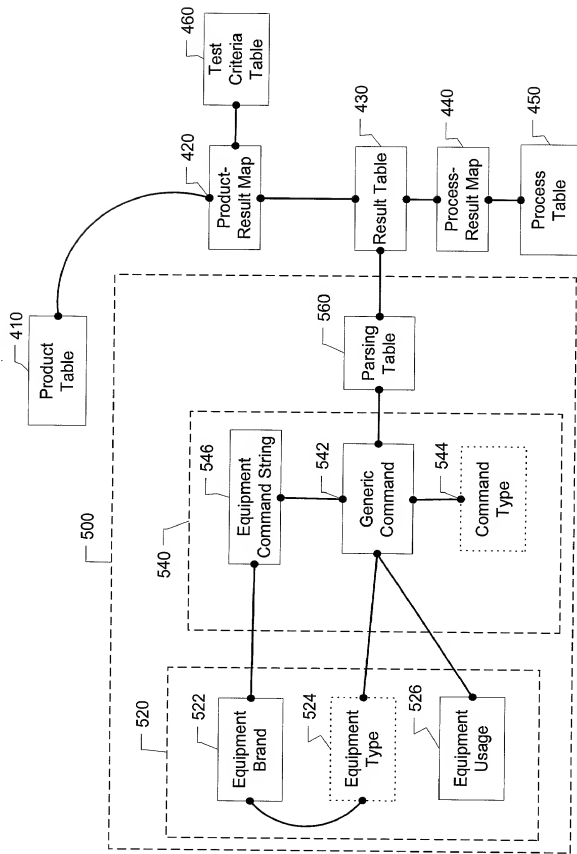 410
Product
Table
420
Product-
Result Map
460
Test
Criteria
Table
500
540
546
Equipment
Command String
560
Parsing Table
430
Result Table
542
Generic
Command
440
Process-
Result Map
544
Command
Type
450
Process
Table
520
522
Equipment
Brand
524
Equipment
Type
526
Equipment
Usage